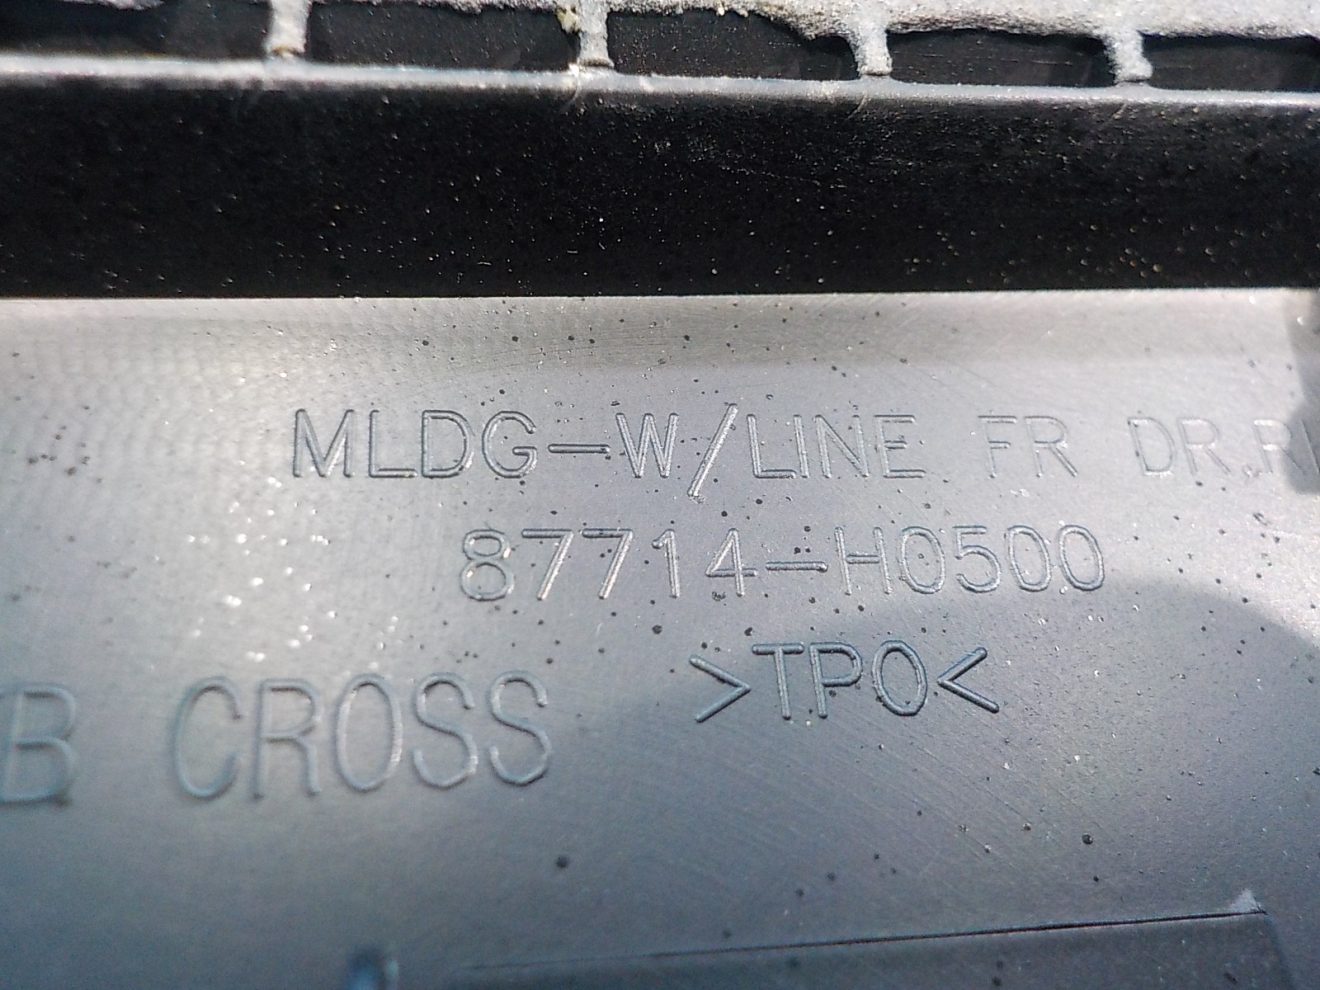 MLDG-W/LINE FR DR,R
87714-H0500
>TPO<
B CROSS